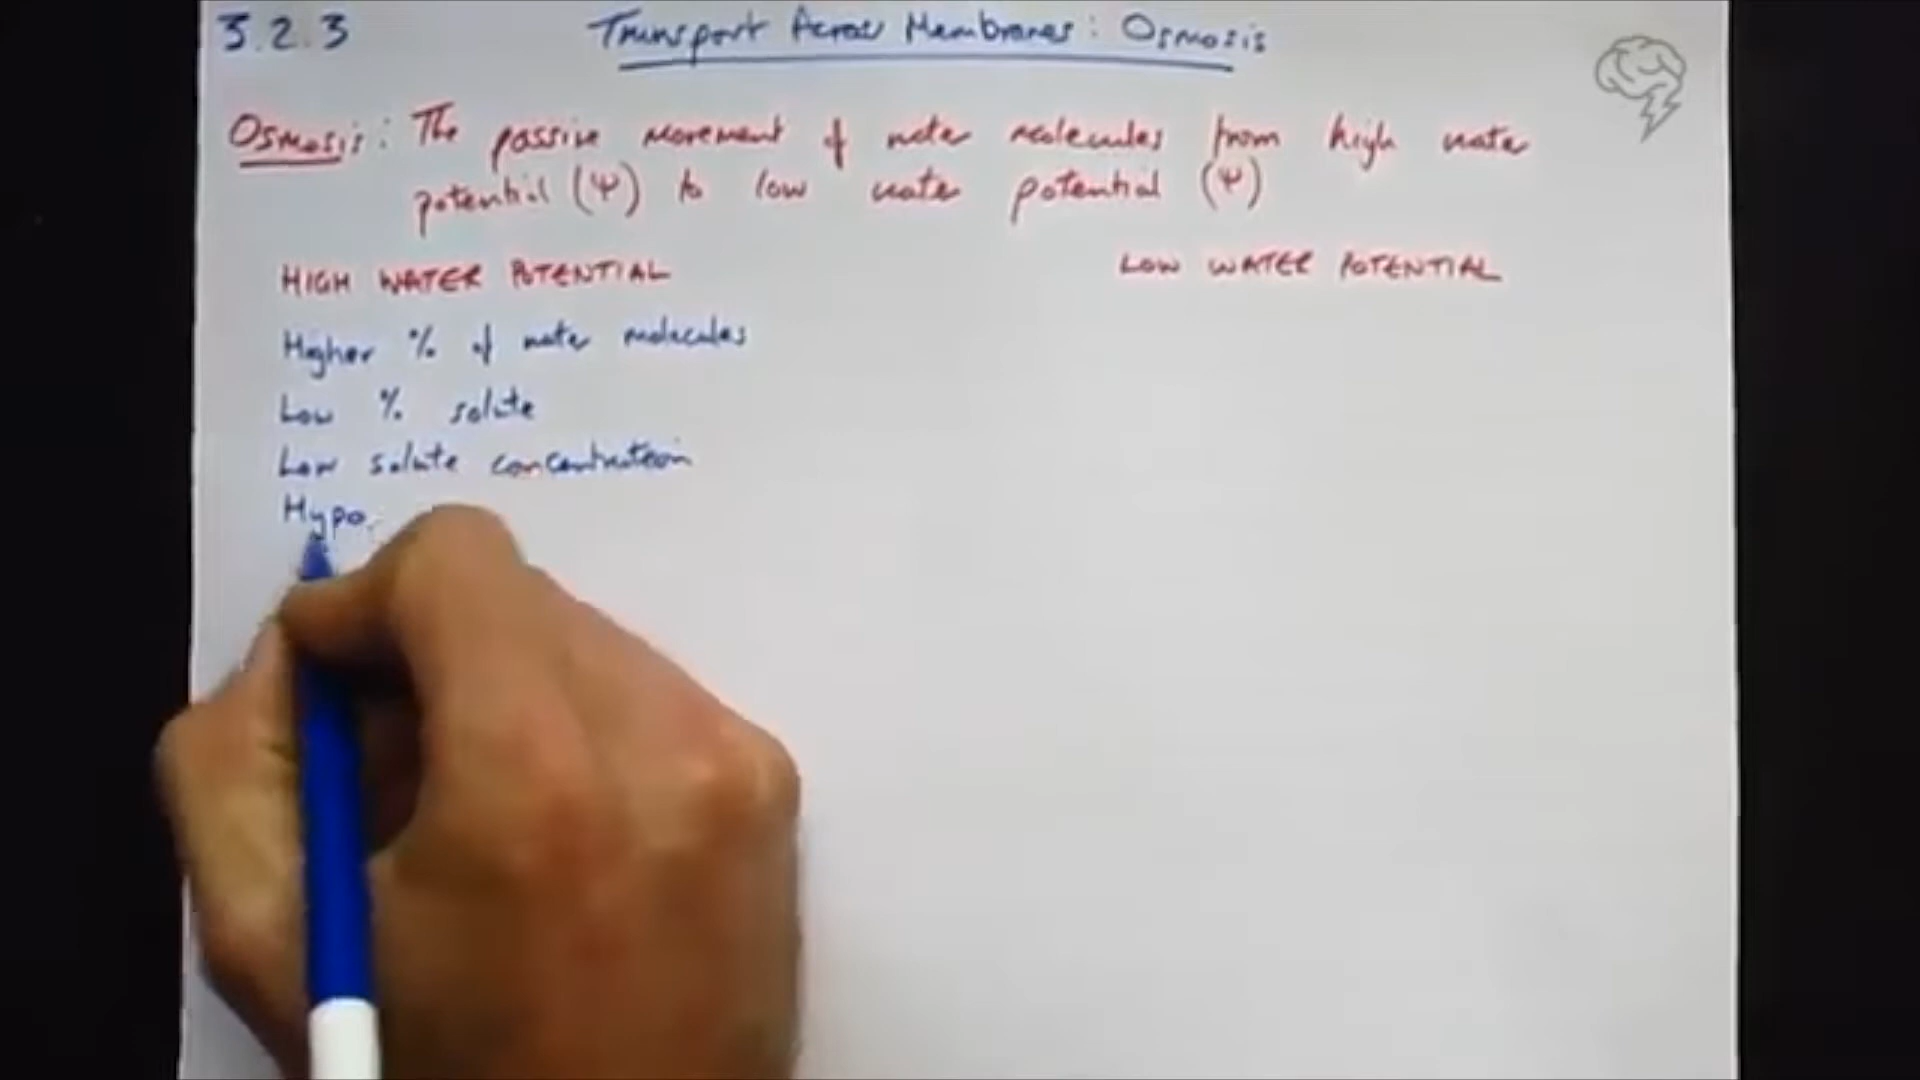 3.2.3 Transport Across Membranes: Osmosis
Osmosis: The passive movement of water molecules from high water
potential (Ψ) to low water potential (Ψ)
HIGH WATER POTENTIAL LOW WATER POTENTIAL
Higher % of water molecules
Low % solute
Low solute concentration
Hypo